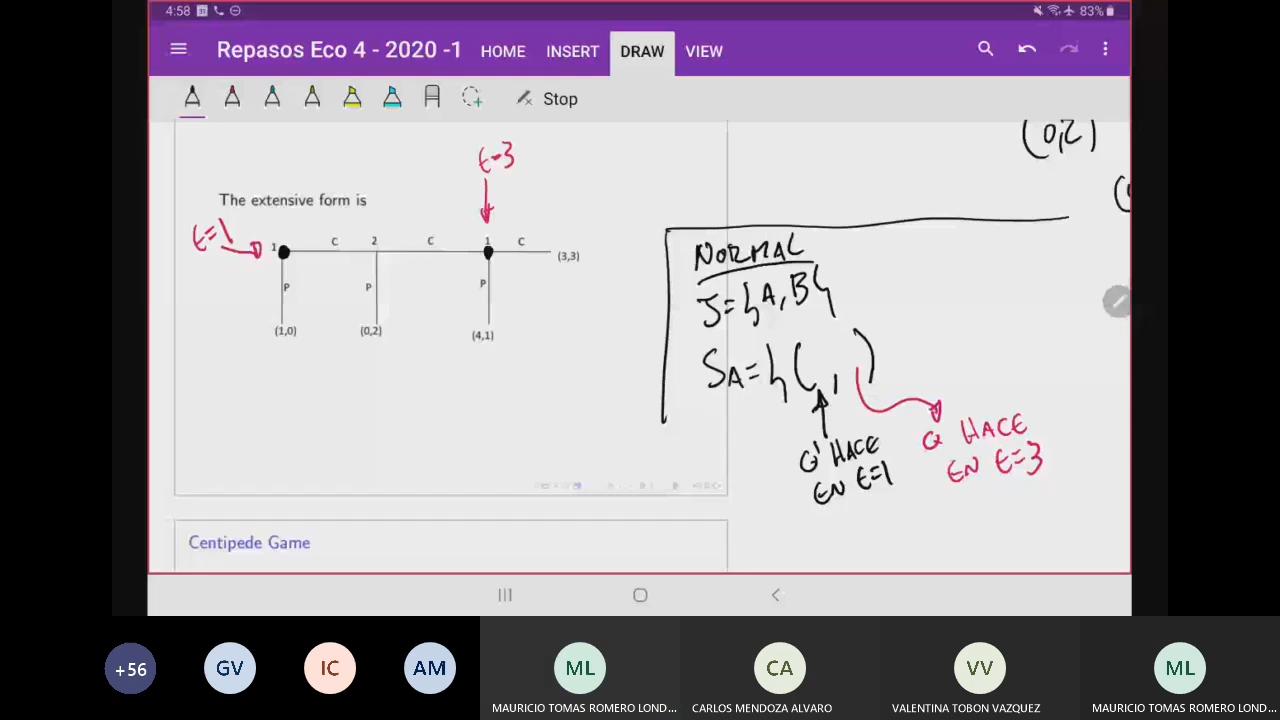 4:58 83%
Repasos Eco 4 - 2020 -1 HOME INSERT DRAW VIEW
Stop
(0,2)
t=3
The extensive form is
t=1
1 C 2 C 1 C
(3,3)
P P P
(1,0) (0,2) (4,1)
NORMAL
J={A,B}
SA={( , )
Q' HACE
EN t=1
Q HACE
EN t=3
Centipede Game
+56 GV IC AM ML CA VV ML
MAURICIO TOMAS ROMERO LOND... CARLOS MENDOZA ALVARO VALENTINA TOBON VAZQUEZ MAURICIO TOMAS ROMERO LOND...